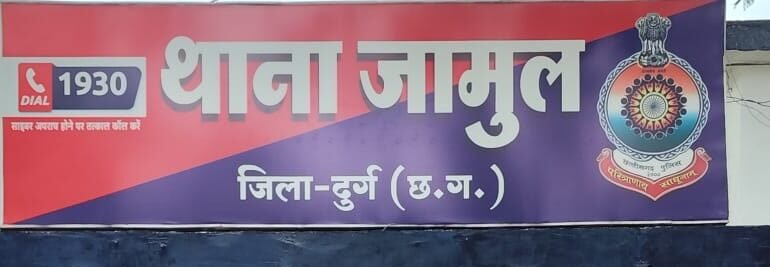 थाना जामुल
DIAL 1930
साइबर अपराध होने पर तत्काल कॉल करें
जिला-दुर्ग (छ.ग.)
छत्तीसगढ़ पुलिस
परित्राणाय साधूनाम्